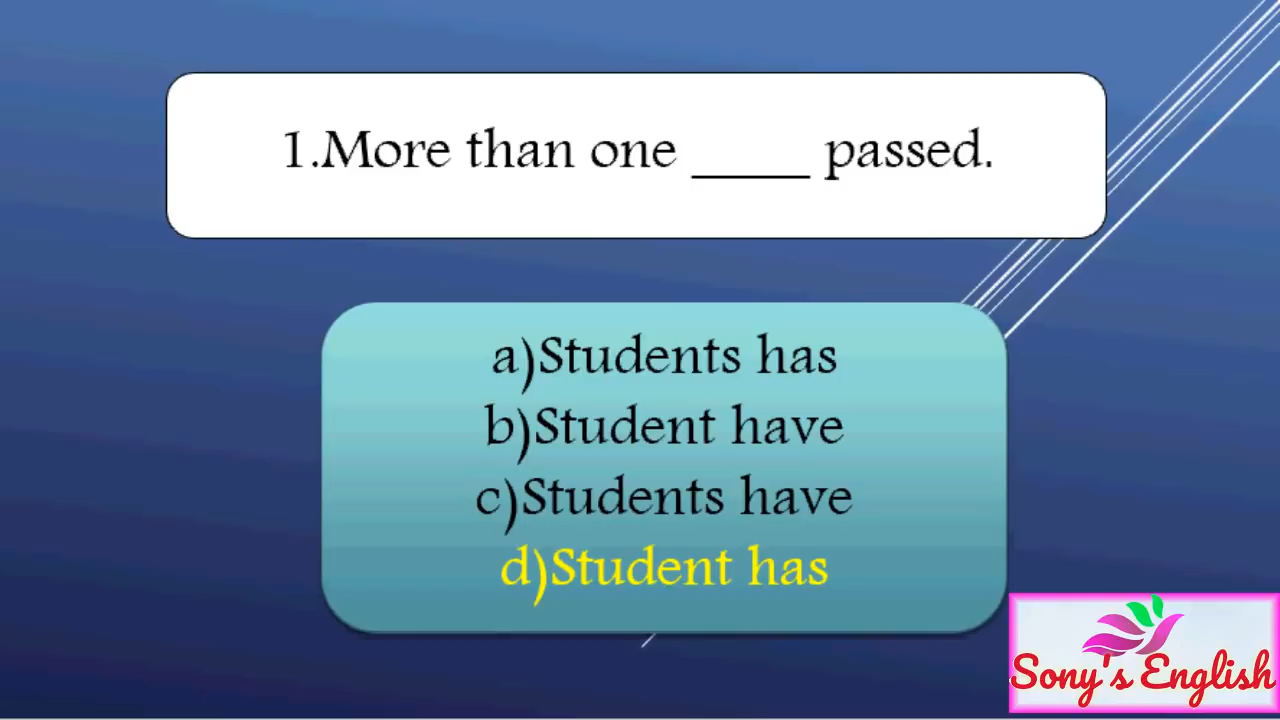 1.More than one _____ passed.
a)Students has
b)Student have
c)Students have
d)Student has
Sony's English